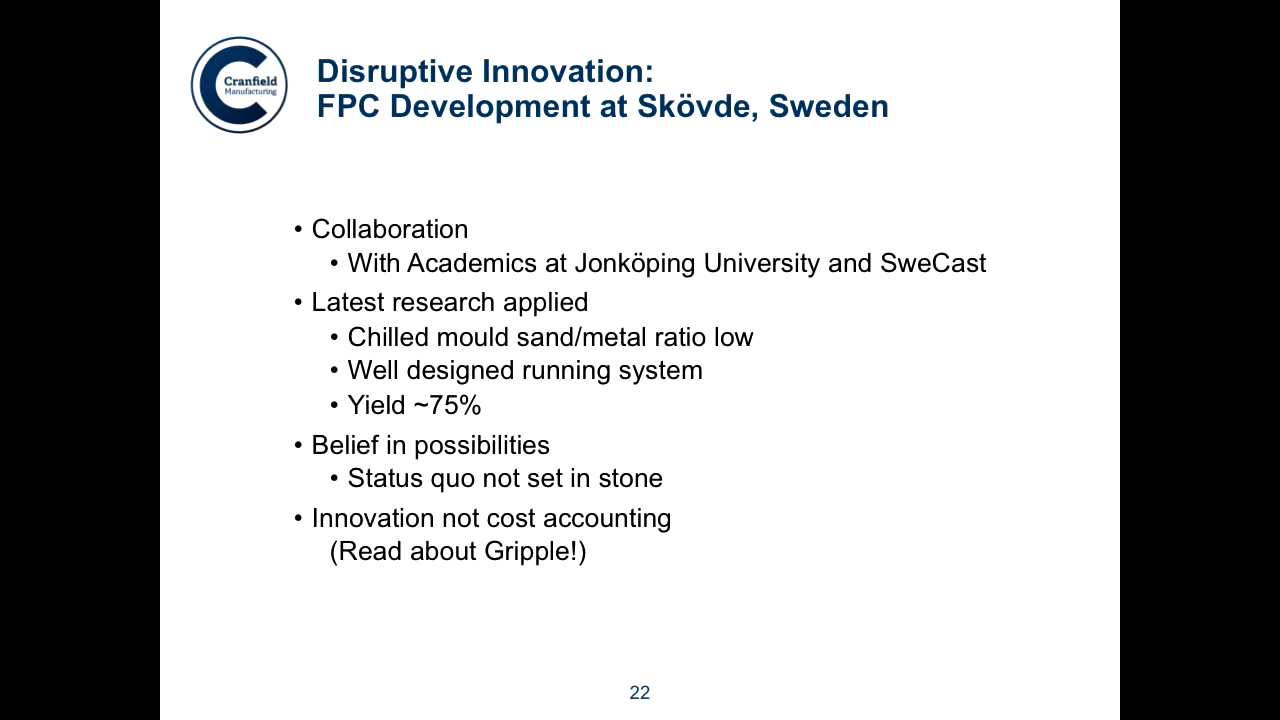 Cranfield
Manufacturing
Disruptive Innovation:
FPC Development at Skövde, Sweden
• Collaboration
• With Academics at Jonköping University and SweCast
• Latest research applied
• Chilled mould sand/metal ratio low
• Well designed running system
• Yield ~75%
• Belief in possibilities
• Status quo not set in stone
• Innovation not cost accounting
(Read about Gripple!)
22